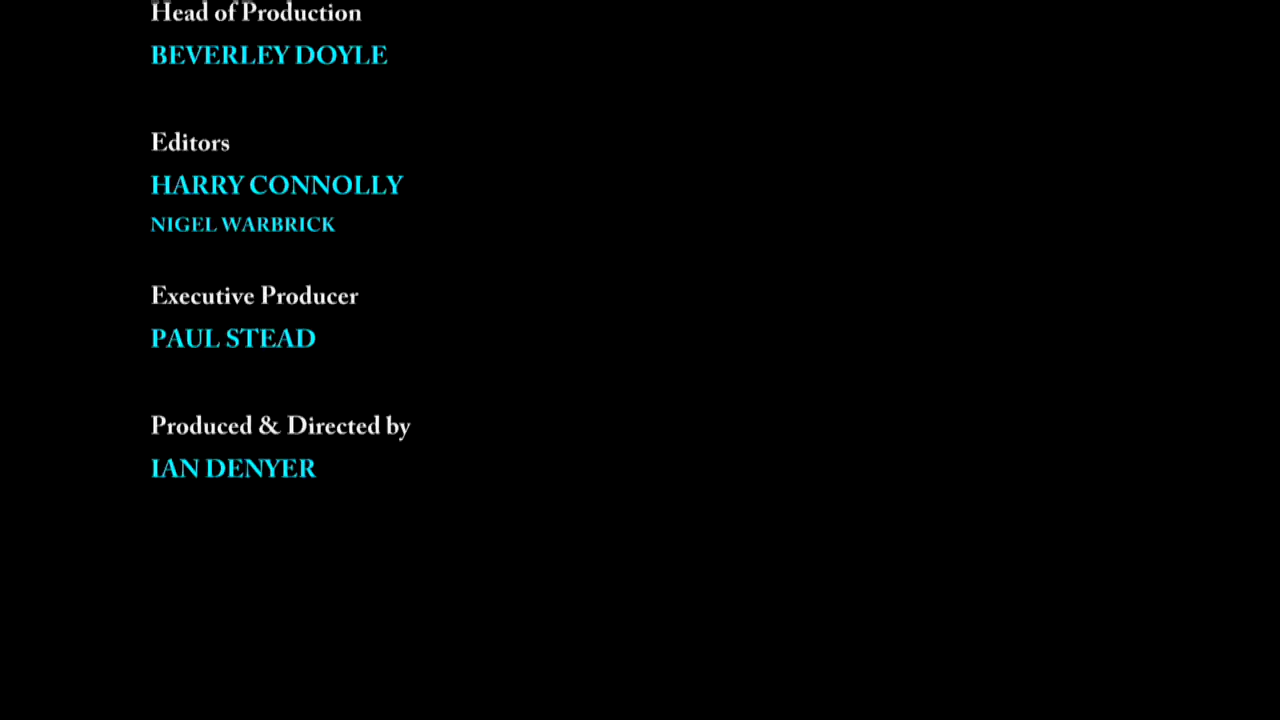 Head of Production
BEVERLEY DOYLE
Editors
HARRY CONNOLLY
NIGEL WARBRICK
Executive Producer
PAUL STEAD
Produced & Directed by
IAN DENYER